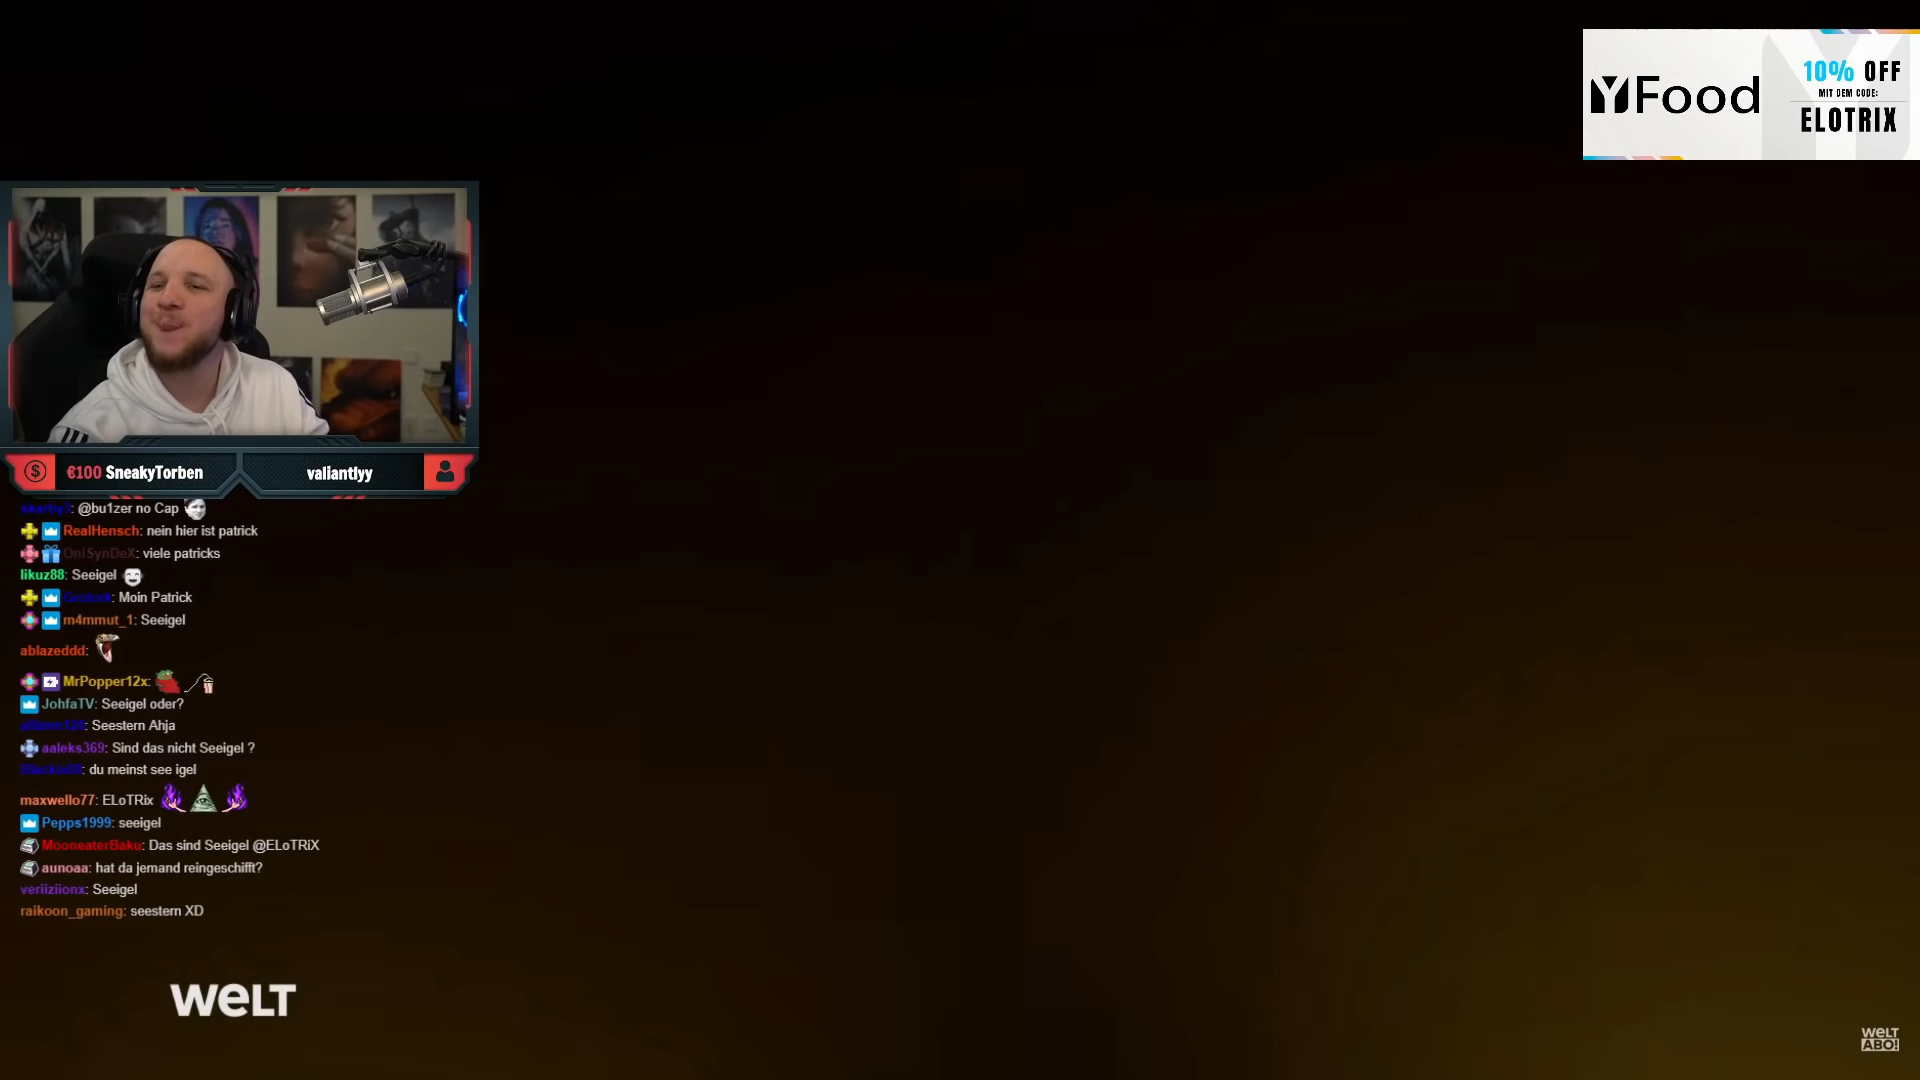 YFood
10% OFF
MIT DEM CODE:
ELOTRIX
€100 SneakyTorben
valiantlyy
: @bu1zer no Cap
RealHensch: nein hier ist patrick
OniSynDeX: viele patricks
likuz88: Seeigel
: Moin Patrick
m4mmut_1: Seeigel
ablazeddd:
MrPopper12x:
JohfaTV: Seeigel oder?
: Seestern Ahja
aaleks369: Sind das nicht Seeigel ?
: du meinst see igel
maxwello77: ELoTRix
Pepps1999: seeigel
MooneaterBaku: Das sind Seeigel @ELoTRiX
aunoaa: hat da jemand reingeschifft?
veriiziionx: Seeigel
raikoon_gaming: seestern XD
WELT
WELT
ABO!